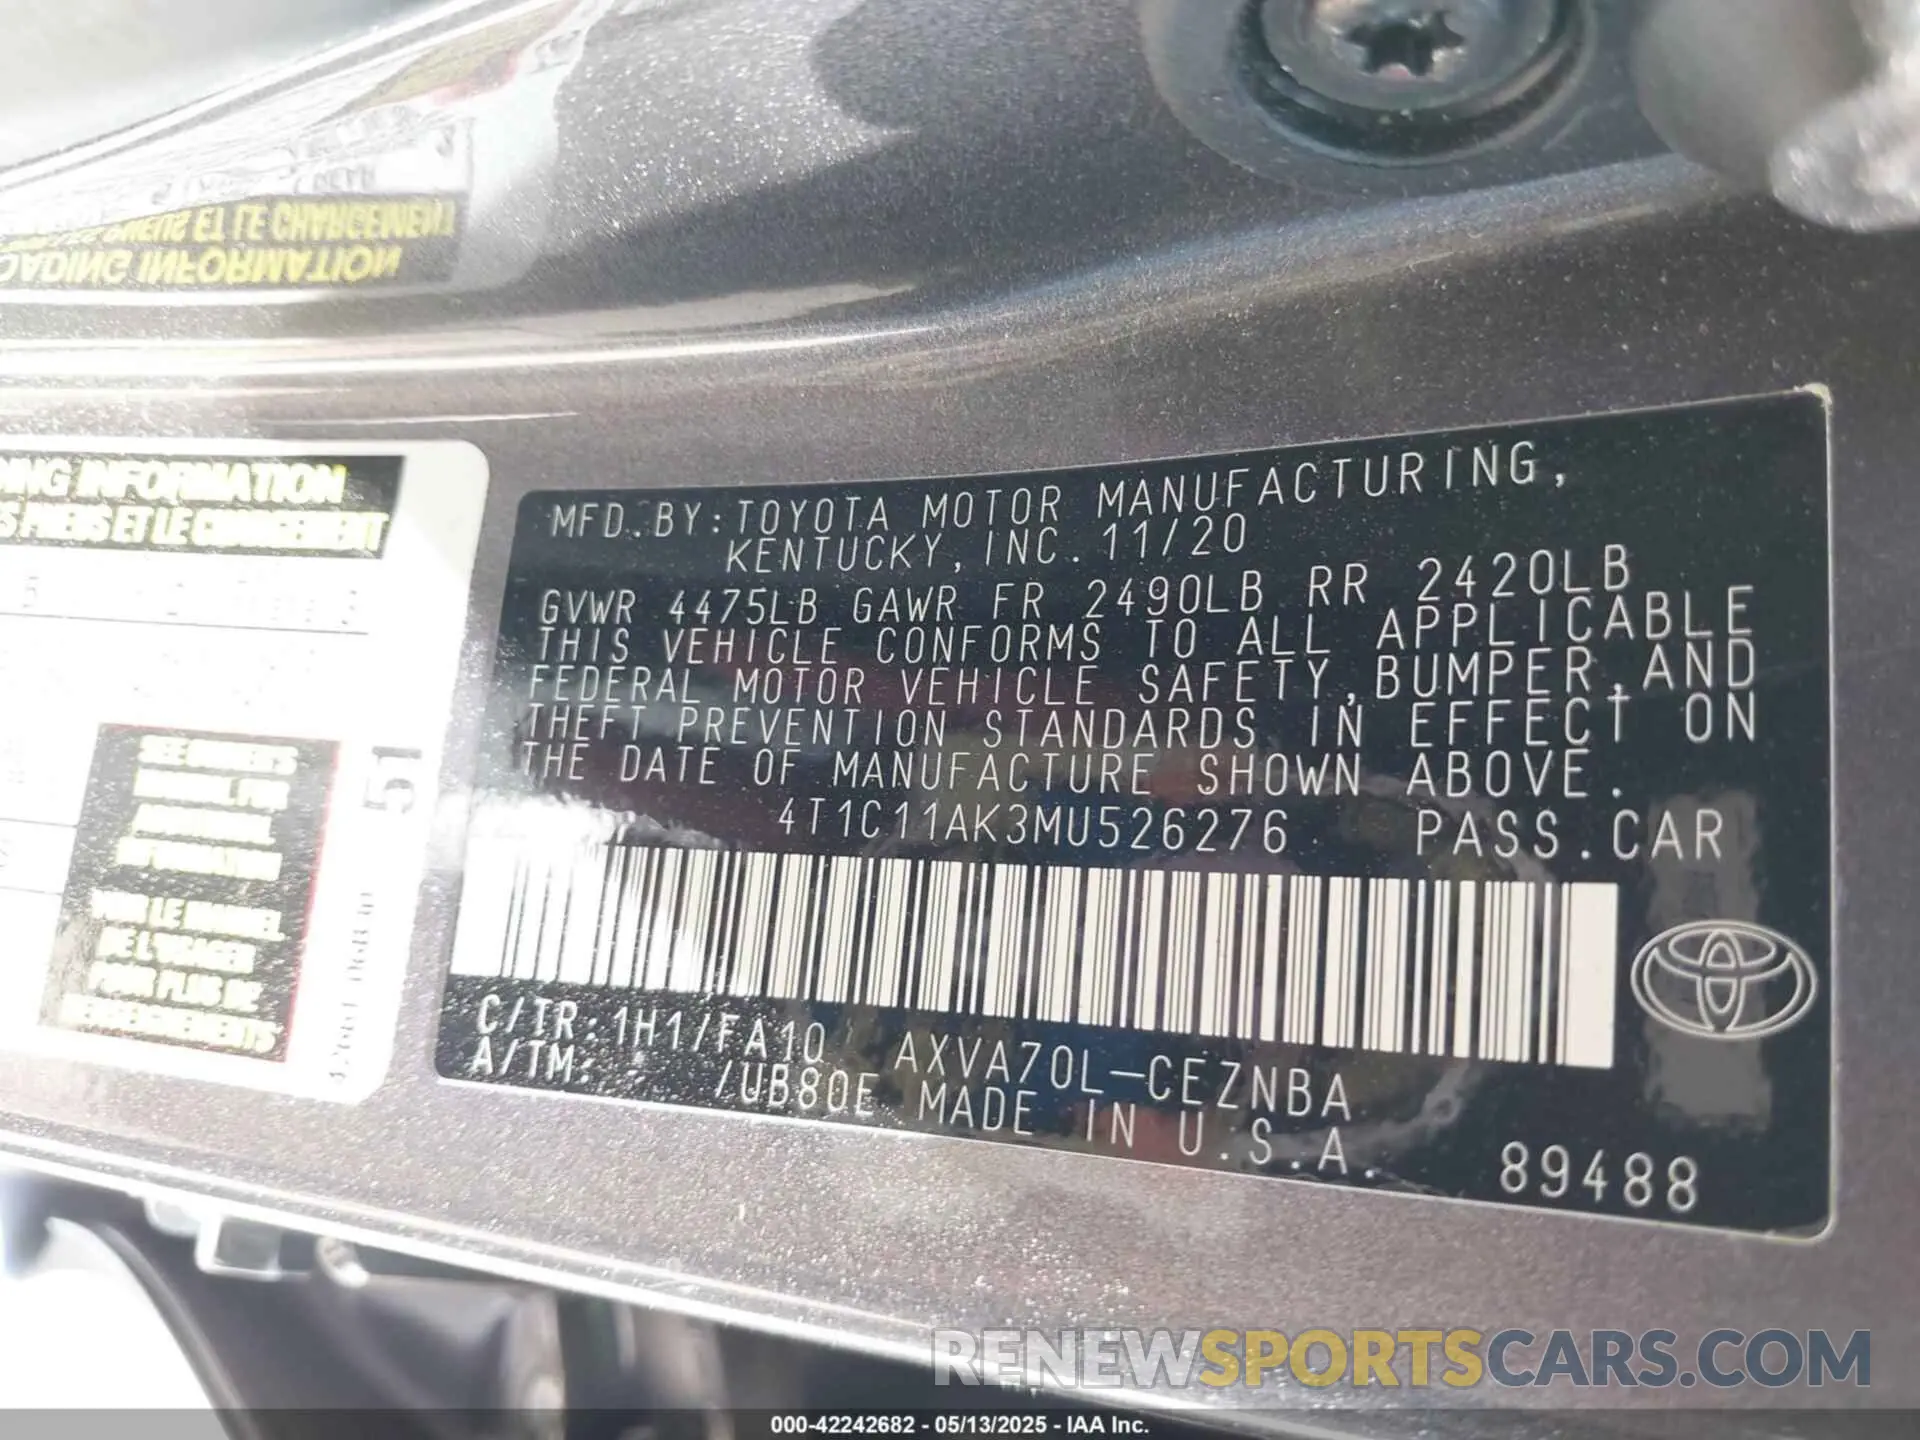 LE CHARGEMENT
LOADING INFORMATION
INFORMATION
PNEUS ET LE CHARGEMENT
SEE OWNER'S
MANUAL FOR
ADDITIONAL
INFORMATION
VOIR LE MANUEL
DE L'USAGER
POUR PLUS DE
RENSEIGNEMENTS
51
MFD. BY: TOYOTA MOTOR MANUFACTURING,
KENTUCKY, INC. 11/20
GVWR 4475LB GAWR FR 2490LB RR 2420LB
THIS VEHICLE CONFORMS TO ALL APPLICABLE
FEDERAL MOTOR VEHICLE SAFETY, BUMPER, AND
THEFT PREVENTION STANDARDS IN EFFECT ON
THE DATE OF MANUFACTURE SHOWN ABOVE.
4T1C11AK3MU526276 PASS. CAR
C/TR: 1H1/FA10 AXVA70L-CEZNBA
A/TM: /UB80E MADE IN U.S.A.
89488
RENEWSPORTSCARS.COM
000-42242682 - 05/13/2025 - IAA Inc.